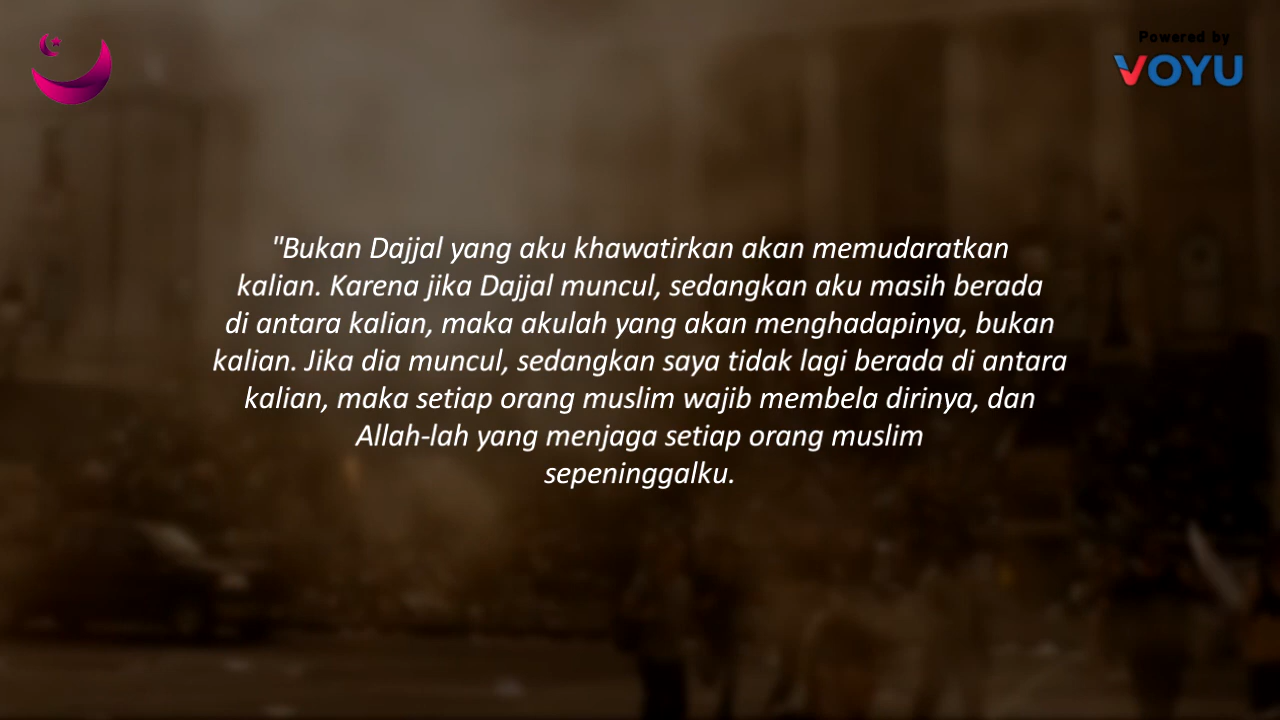 Powered by
VOYU
"Bukan Dajjal yang aku khawatirkan akan memudaratkan
kalian. Karena jika Dajjal muncul, sedangkan aku masih berada
di antara kalian, maka akulah yang akan menghadapinya, bukan
kalian. Jika dia muncul, sedangkan saya tidak lagi berada di antara
kalian, maka setiap orang muslim wajib membela dirinya, dan
Allah-lah yang menjaga setiap orang muslim
sepeninggalku.